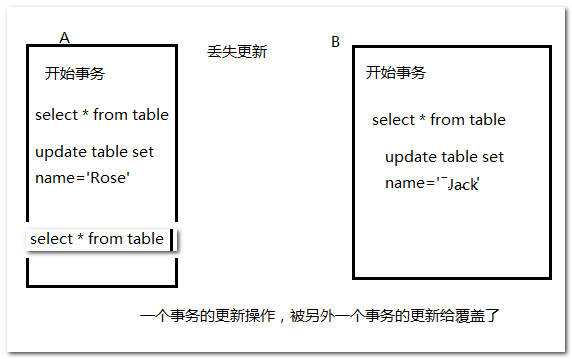 A
丢失更新
B
开始事务
select * from table
update table set
name='Rose'
select * from table
开始事务
select * from table
update table set
name='Jack'
一个事务的更新操作，被另外一个事务的更新给覆盖了